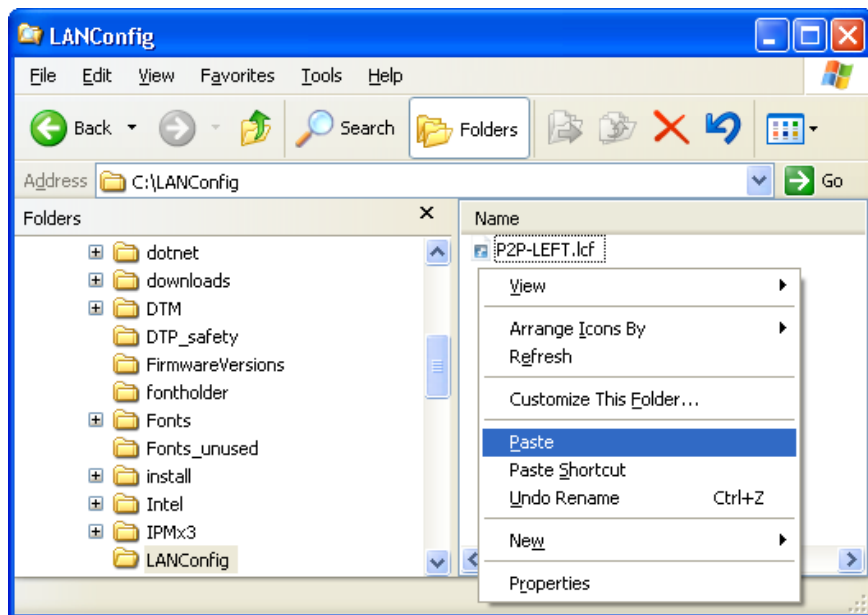 LANConfig
File Edit View Favorites Tools Help
Back Search Folders
Address C:\LANConfig Go
Folders x Name
dotnet
downloads
DTM
DTP_safety
FirmwareVersions
fontholder
Fonts
Fonts_unused
install
Intel
IPMx3
LANConfig
P2P-LEFT.lcf
View
Arrange Icons By
Refresh
Customize This Folder...
Paste
Paste Shortcut
Undo Rename Ctrl+Z
New
Properties